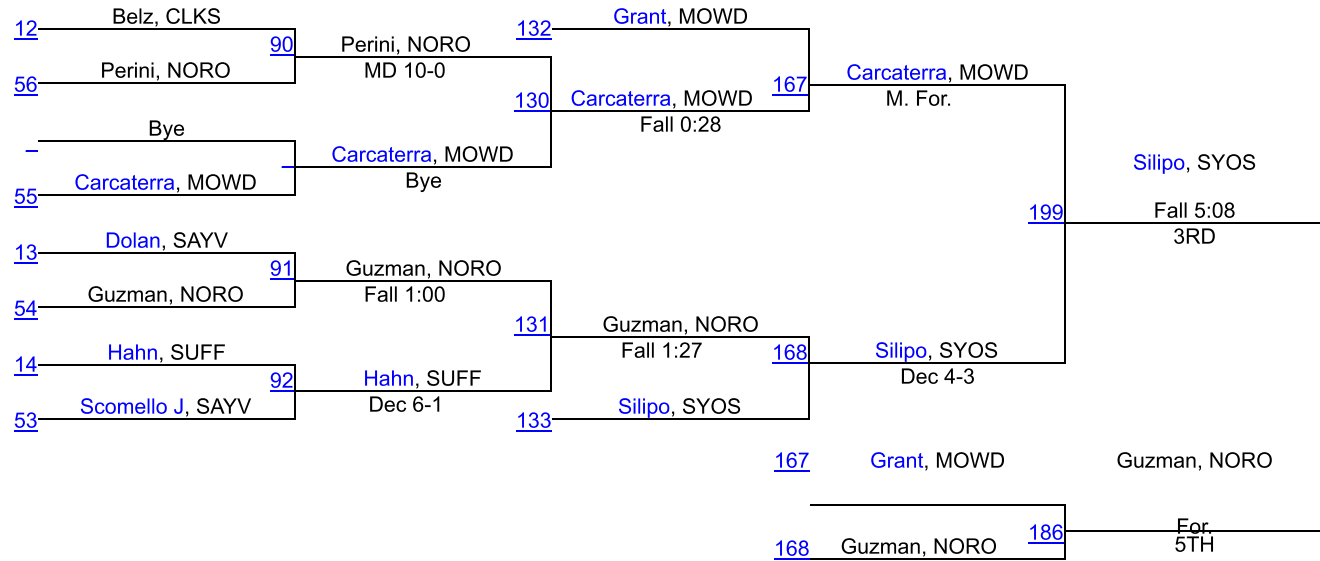 Belz, CLKS
12
90
Perini, NORO
56
Perini, NORO
MD 10-0
Bye
–
Carcaterra, MOWD
55
Carcaterra, MOWD
Bye
130
Carcaterra, MOWD
Fall 0:28
Grant, MOWD
132
167
Carcaterra, MOWD
M. For.
Dolan, SAYV
13
91
Guzman, NORO
54
Guzman, NORO
Fall 1:00
Hahn, SUFF
14
92
Scomello J, SAYV
53
Hahn, SUFF
Dec 6-1
131
Guzman, NORO
Fall 1:27
168
Silipo, SYOS
133
Silipo, SYOS
Dec 4-3
199
Silipo, SYOS
Fall 5:08
3RD
167
Grant, MOWD
Guzman, NORO
168
Guzman, NORO
186
For.
5TH